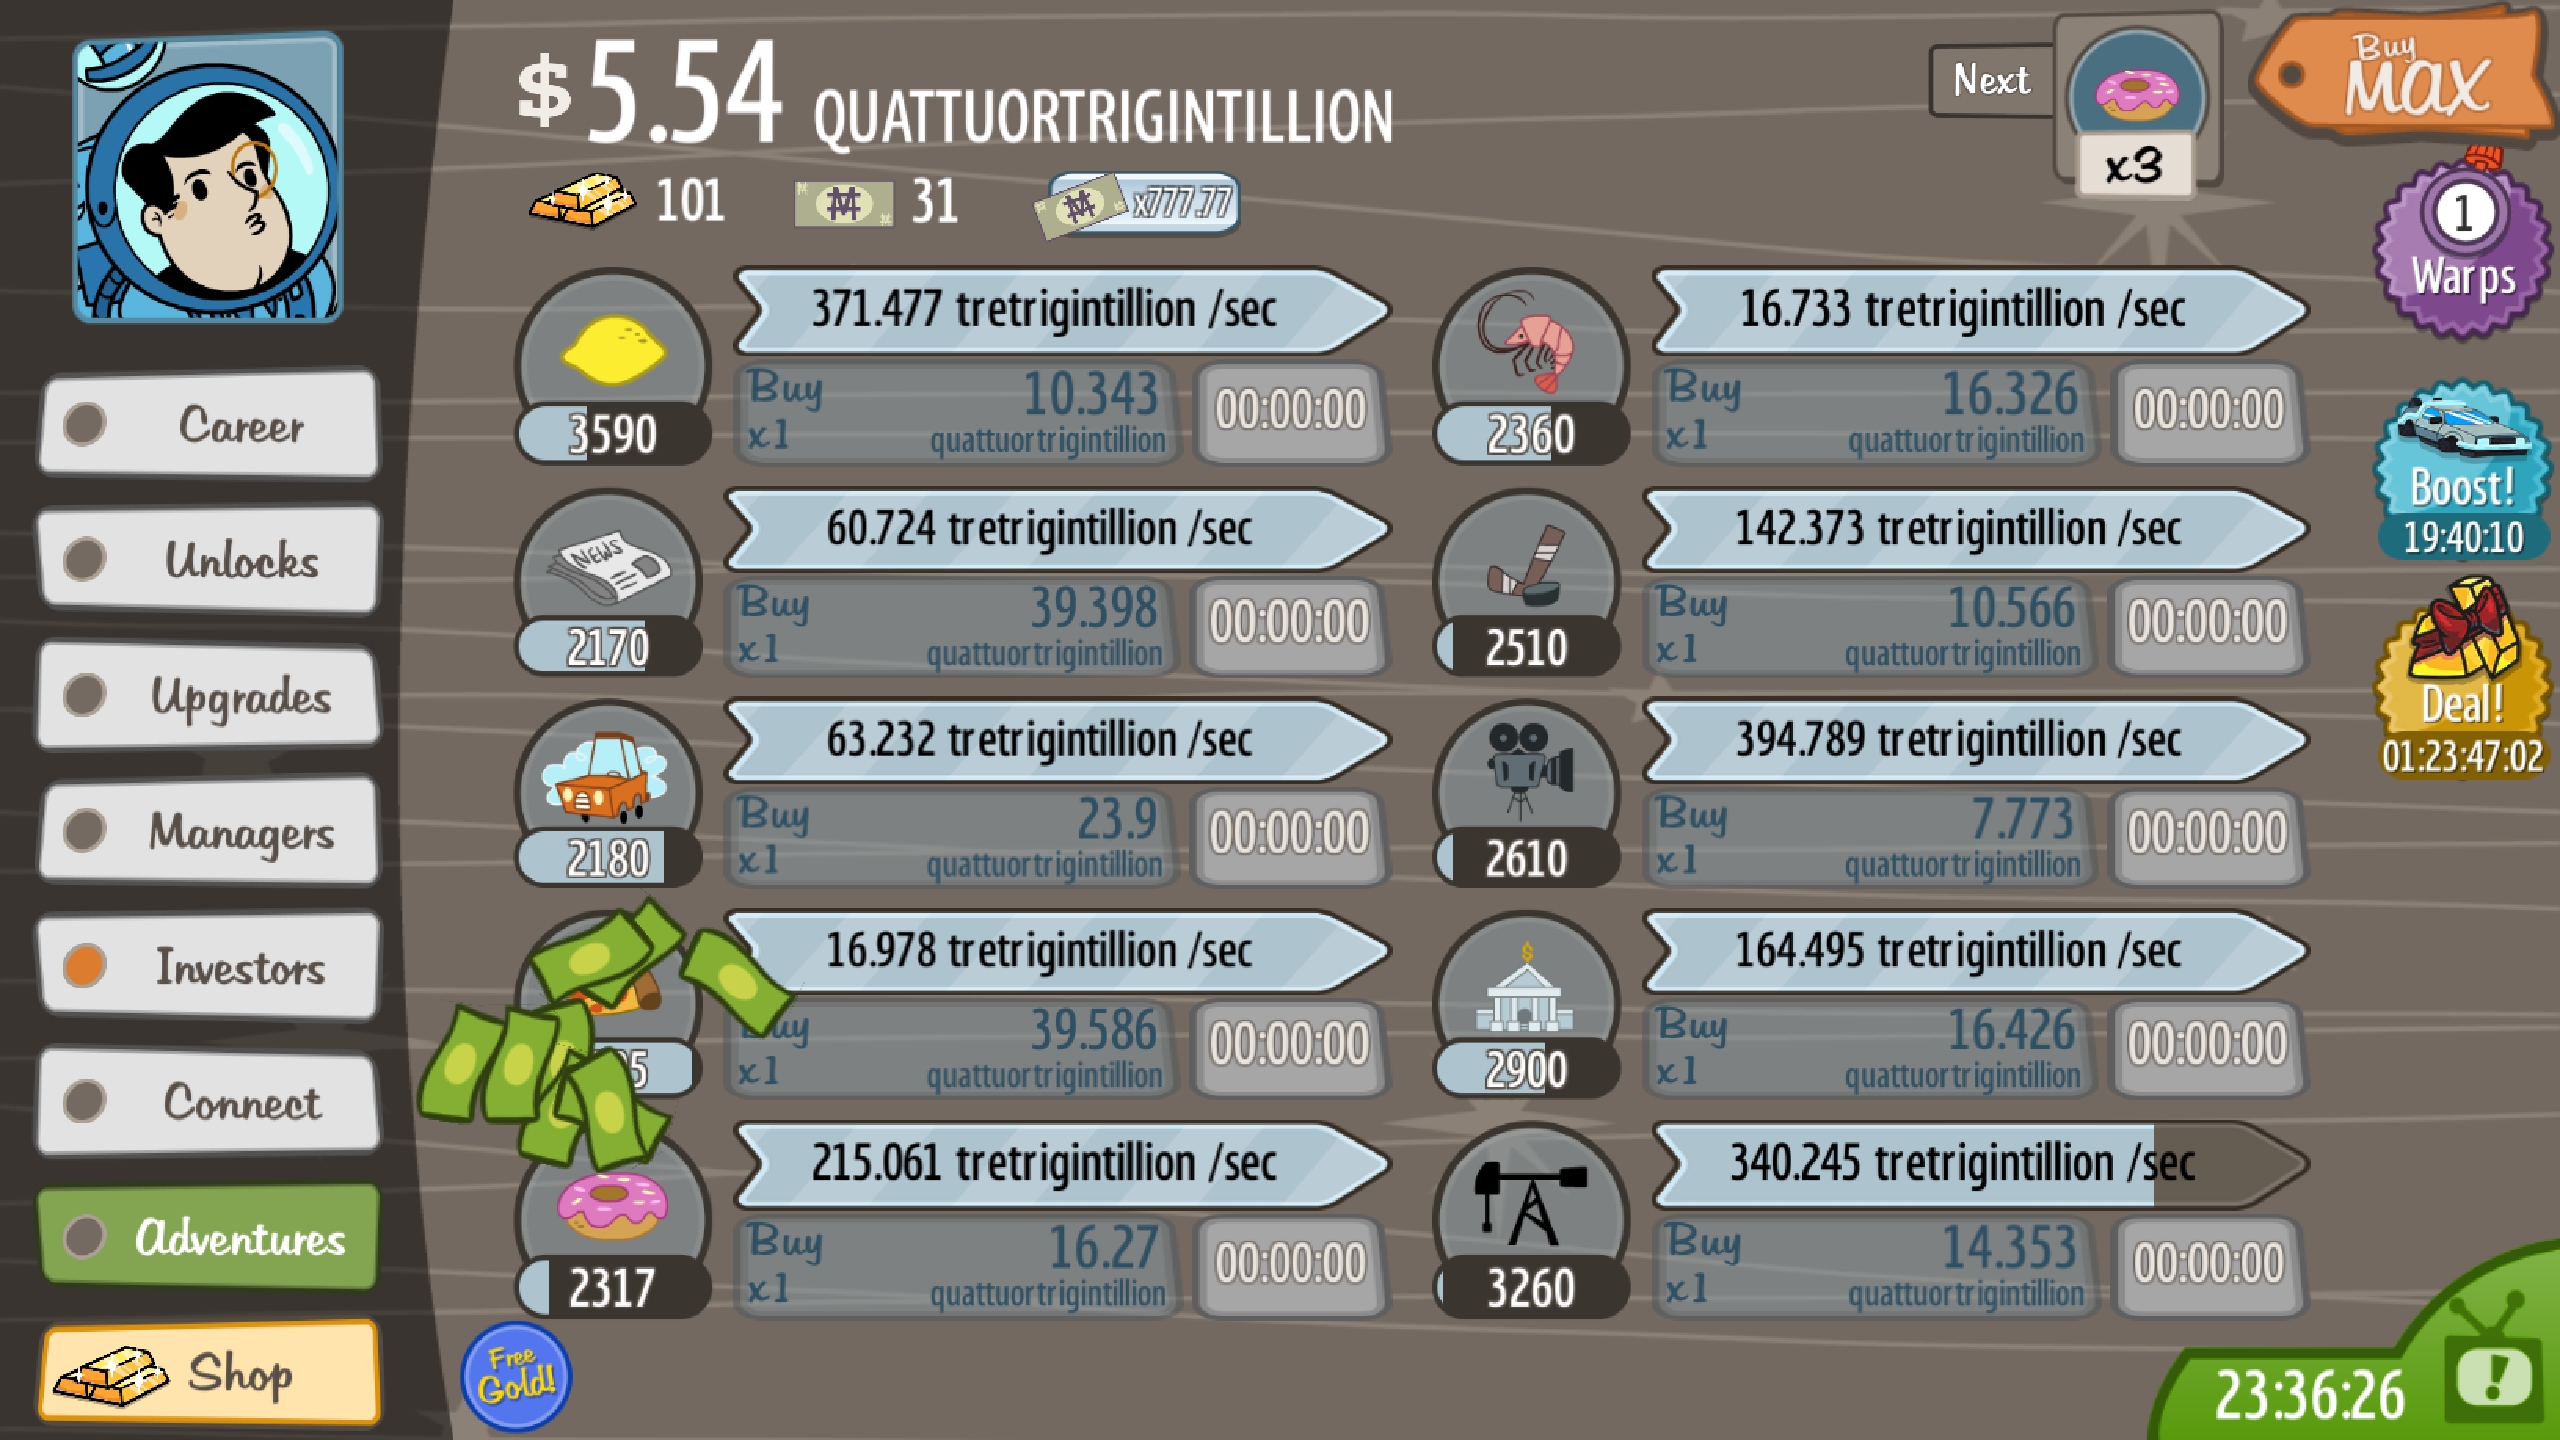 $5.54 QUATTUORTRIGINTILLION
Next
x3
Buy
MAX
101
31
x777.77
1
Warps
Boost!
19:40:10
Deal!
01:23:47:02
Career
Unlocks
Upgrades
Managers
Investors
Connect
Adventures
Shop
371.477 tretrigintillion /sec
3590
Buy
x1
10.343
quattuortrigintillion
00:00:00
16.733 tretrigintillion /sec
2360
Buy
x1
16.326
quattuortrigintillion
00:00:00
NEWS
60.724 tretrigintillion /sec
2170
Buy
x1
39.398
quattuortrigintillion
00:00:00
142.373 tretrigintillion /sec
2510
Buy
x1
10.566
quattuortrigintillion
00:00:00
63.232 tretrigintillion /sec
2180
Buy
x1
23.9
quattuortrigintillion
00:00:00
394.789 tretrigintillion /sec
2610
Buy
x1
7.773
quattuortrigintillion
00:00:00
16.978 tretrigintillion /sec
Buy
x1
39.586
quattuortrigintillion
00:00:00
$
164.495 tretrigintillion /sec
2900
Buy
x1
16.426
quattuortrigintillion
00:00:00
215.061 tretrigintillion /sec
2317
Buy
x1
16.27
quattuortrigintillion
00:00:00
340.245 tretrigintillion /sec
3260
Buy
x1
14.353
quattuortrigintillion
00:00:00
Free
Gold!
23:36:26
!